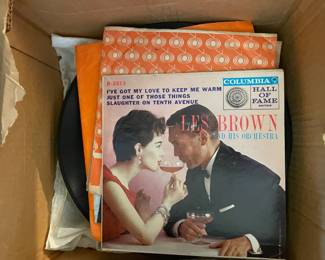 B-2015
I'VE GOT MY LOVE TO KEEP ME WARM
JUST ONE OF THOSE THINGS
SLAUGHTER ON TENTH AVENUE
COLUMBIA
HALL
OF
FAME
LES BROWN
AND HIS ORCHESTRA